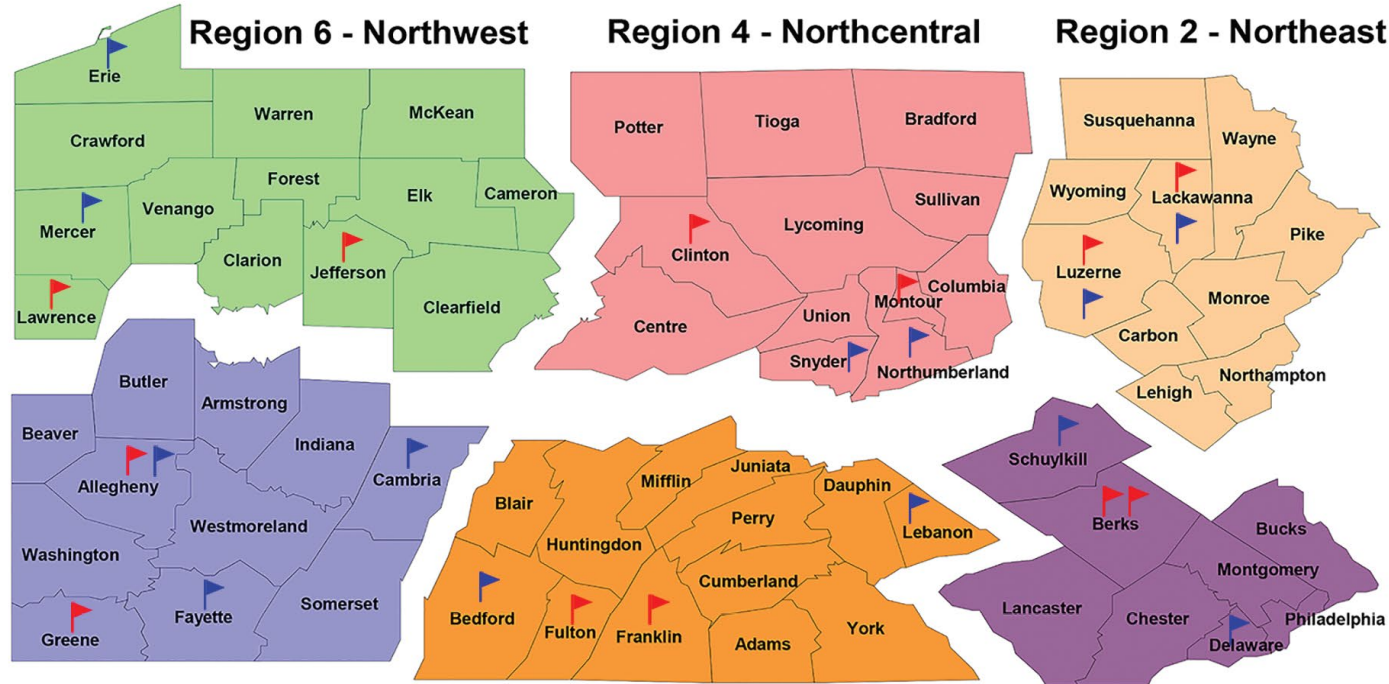 Region 6 - Northwest
Region 4 - Northcentral
Region 2 - Northeast
Erie
Warren
McKean
Crawford
Forest
Elk
Cameron
Venango
Mercer
Clarion
Jefferson
Clearfield
Lawrence
Potter
Tioga
Bradford
Sullivan
Lycoming
Clinton
Montour
Columbia
Union
Centre
Snyder
Northumberland
Susquehanna
Wayne
Wyoming
Lackawanna
Pike
Luzerne
Monroe
Carbon
Northampton
Lehigh
Butler
Armstrong
Beaver
Indiana
Cambria
Allegheny
Westmoreland
Washington
Somerset
Fayette
Greene
Juniata
Mifflin
Dauphin
Blair
Perry
Lebanon
Huntingdon
Cumberland
Bedford
Fulton
Franklin
Adams
York
Schuylkill
Berks
Bucks
Montgomery
Lancaster
Chester
Philadelphia
Delaware